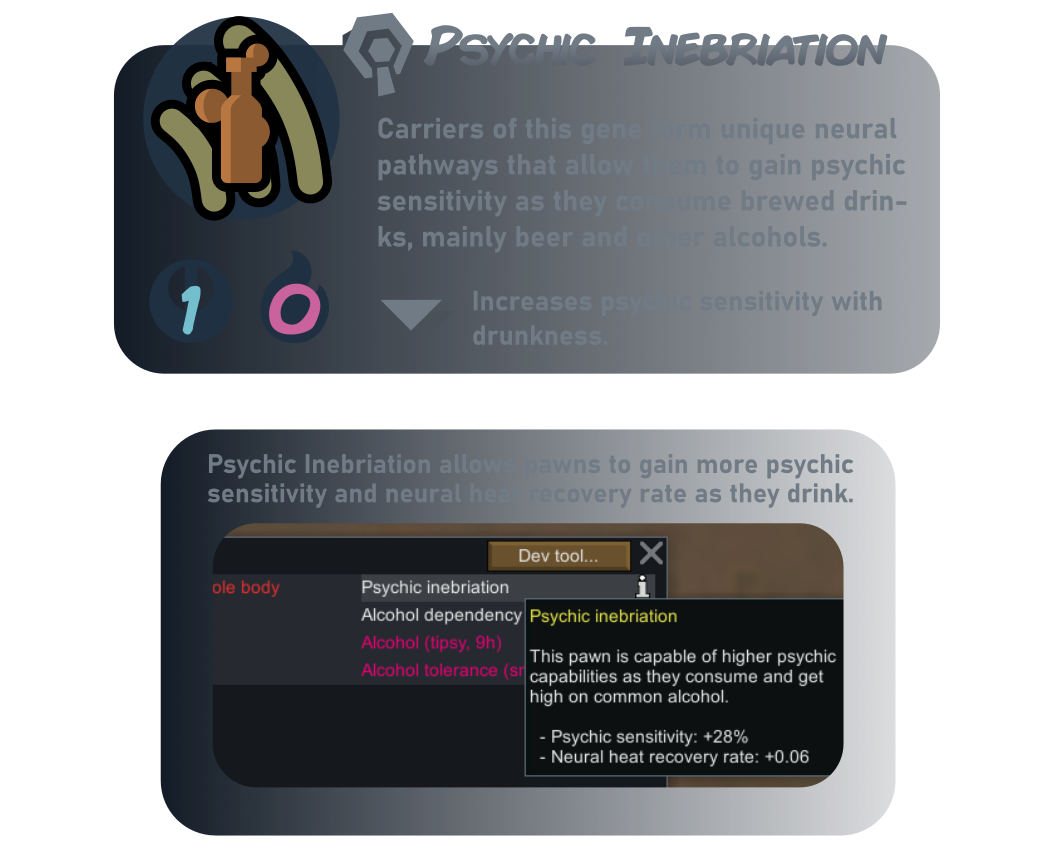 Psychic Inebriation
Carriers of this gene form unique neural
pathways that allow them to gain psychic
sensitivity as they consume brewed drin-
ks, mainly beer and other alcohols.
1 0
Increases psychic sensitivity with
drunkness.
Psychic Inebriation allows pawns to gain more psychic
sensitivity and neural heat recovery rate as they drink.
Dev tool...
ole body
Psychic inebriation
Alcohol dependency
Psychic inebriation
Alcohol (tipsy, 9h)
This pawn is capable of higher psychic
Alcohol tolerance (sm
capabilities as they consume and get
high on common alcohol.
- Psychic sensitivity: +28%
- Neural heat recovery rate: +0.06